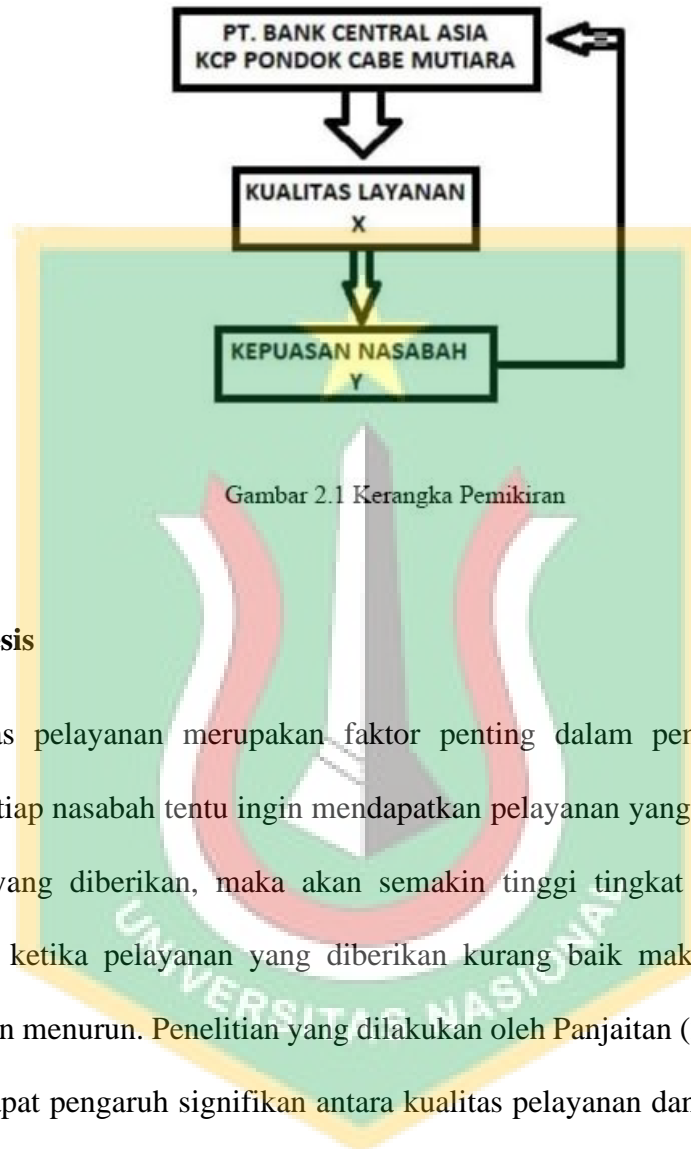 PT. BANK CENTRAL ASIA
KCP PONDOK CABE MUTIARA
KUALITAS LAYANAN
X
KEPUASAN NASABAH
Y
Gambar 2.1 Kerangka Pemikiran
sis
as pelayanan merupakan faktor penting dalam pen
tiap nasabah tentu ingin mendapatkan pelayanan yang
yang diberikan, maka akan semakin tinggi tingkat
ketika pelayanan yang diberikan kurang baik mak
n menurun. Penelitian yang dilakukan oleh Panjaitan (
pat pengaruh signifikan antara kualitas pelayanan dan
UNIVERSITAS NASIONAL